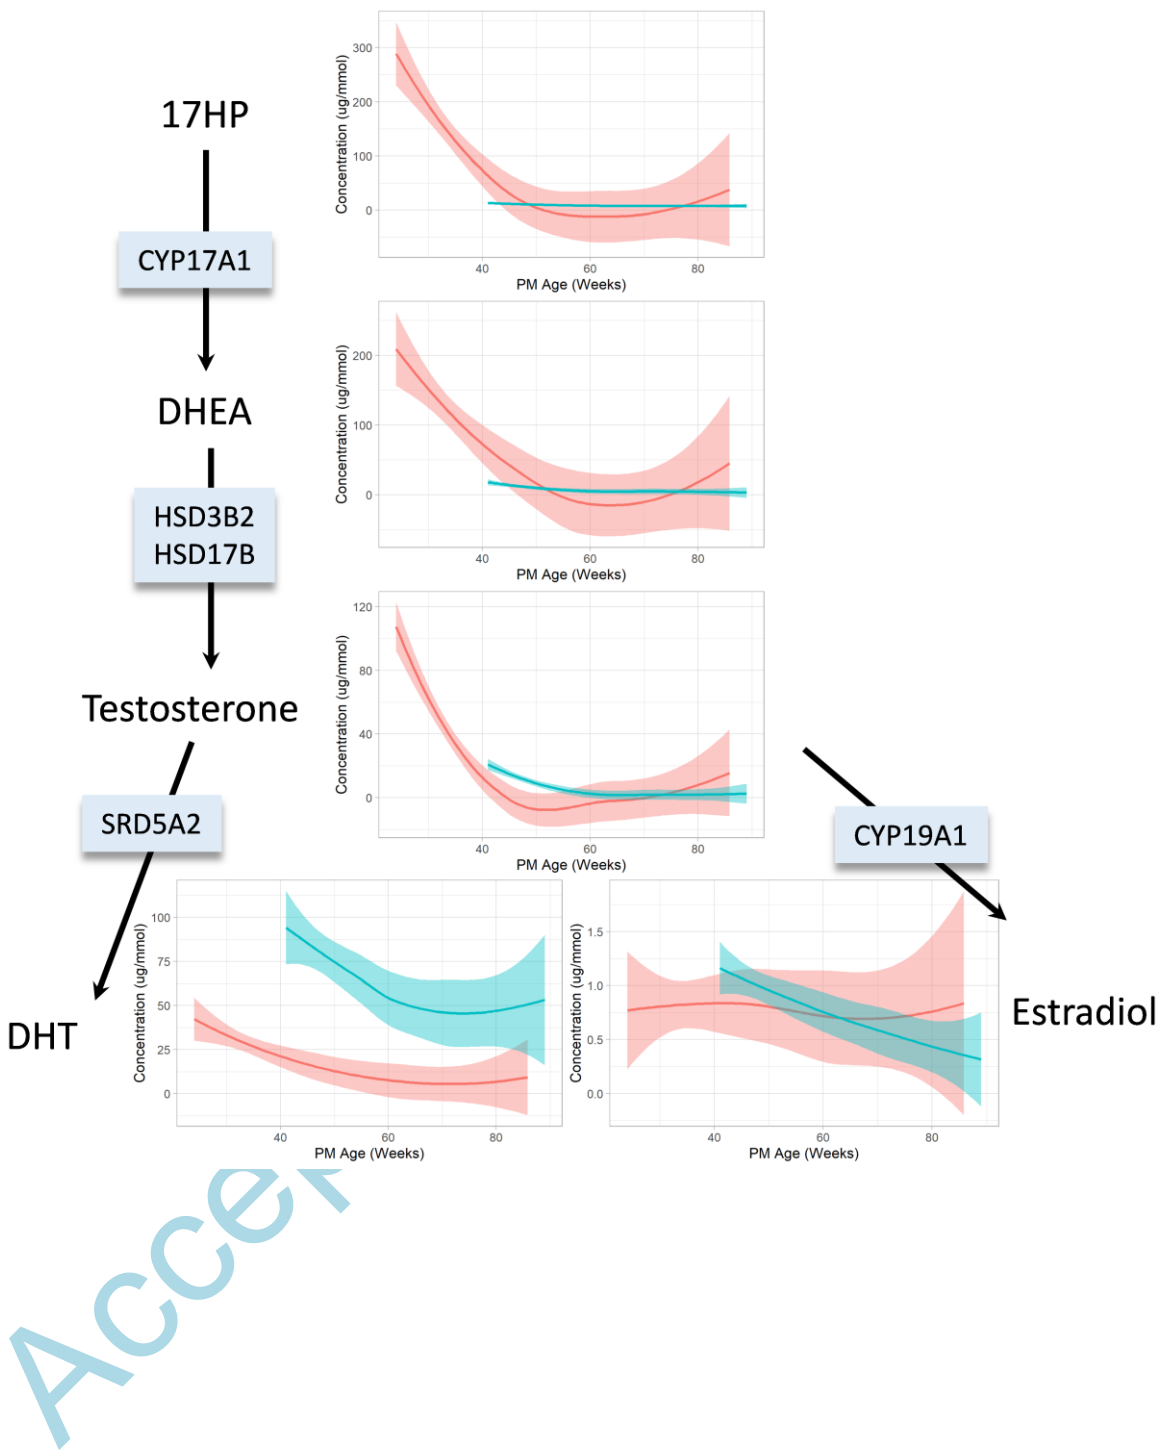 300
200
100
0
Concentration (ug/mmol)
40 60 80
PM Age (Weeks)
17HP
CYP17A1
DHEA
200
100
0
Concentration (ug/mmol)
40 60 80
PM Age (Weeks)
HSD3B2
HSD17B
Testosterone
120
80
40
0
Concentration (ug/mmol)
40 60 80
PM Age (Weeks)
SRD5A2
CYP19A1
DHT
100
75
50
25
0
Concentration (ug/mmol)
40 60 80
PM Age (Weeks)
1.5
1.0
0.5
0.0
Concentration (ug/mmol)
40 60 80
PM Age (Weeks)
Estradiol
Accep